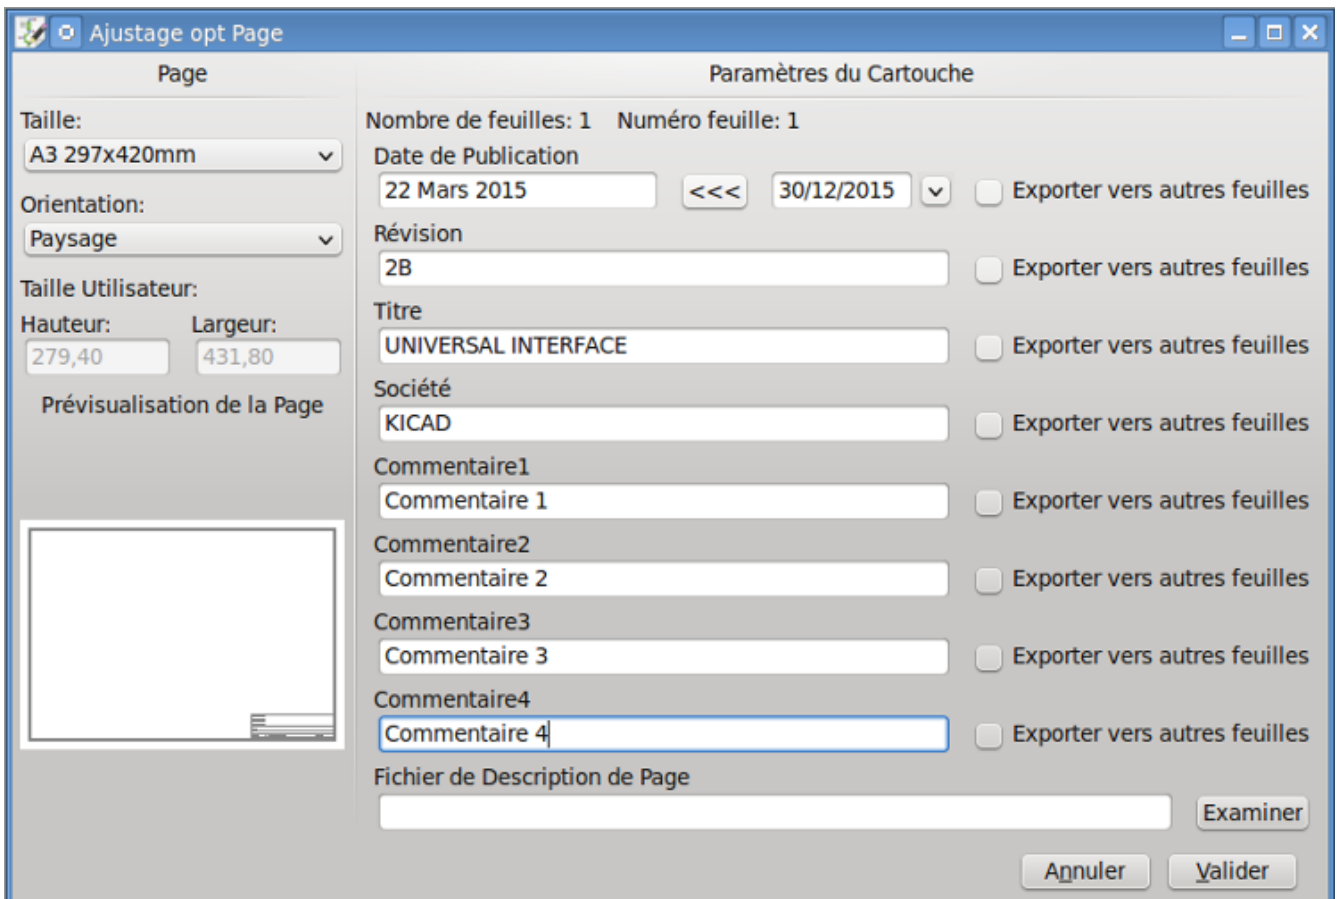 Ajustage opt Page
Page
Taille:
A3 297x420mm
Orientation:
Paysage
Taille Utilisateur:
Hauteur: Largeur:
279,40 431,80
Prévisualisation de la Page
Paramètres du Cartouche
Nombre de feuilles: 1 Numéro feuille: 1
Date de Publication
22 Mars 2015 <<< 30/12/2015 Exporter vers autres feuilles
Révision
2B Exporter vers autres feuilles
Titre
UNIVERSAL INTERFACE Exporter vers autres feuilles
Société
KICAD Exporter vers autres feuilles
Commentaire1
Commentaire 1 Exporter vers autres feuilles
Commentaire2
Commentaire 2 Exporter vers autres feuilles
Commentaire3
Commentaire 3 Exporter vers autres feuilles
Commentaire4
Commentaire 4 Exporter vers autres feuilles
Fichier de Description de Page
Examiner
Annuler Valider